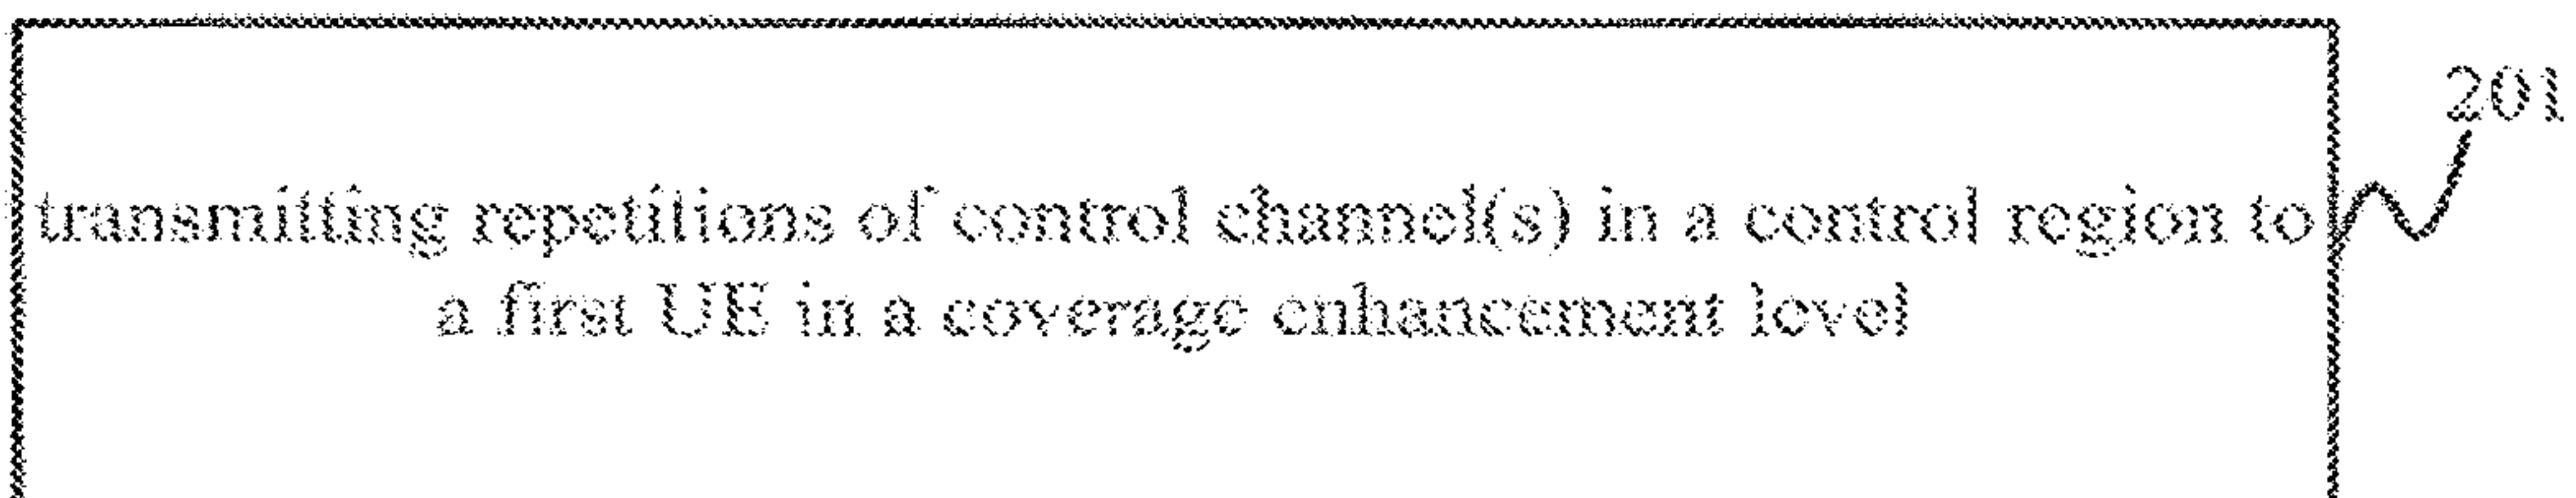 201
transmitting repetitions of control channel(s) in a control region to
a first UE in a coverage enhancement level